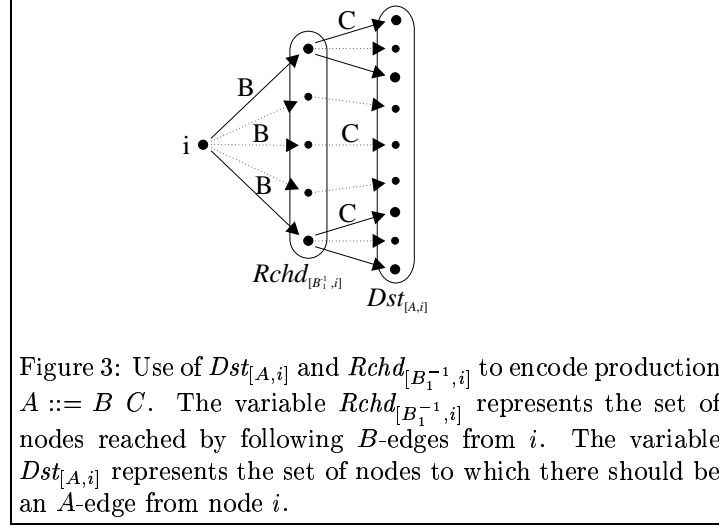 C
B
i
B
C
B
C
Rchd[B₁⁻¹,i]
Dst[A,i]
Figure 3: Use of Dst[A,i] and Rchd[B₁⁻¹,i] to encode production
A ::= B C. The variable Rchd[B₁⁻¹,i] represents the set of
nodes reached by following B-edges from i. The variable
Dst[A,i] represents the set of nodes to which there should be
an A-edge from node i.